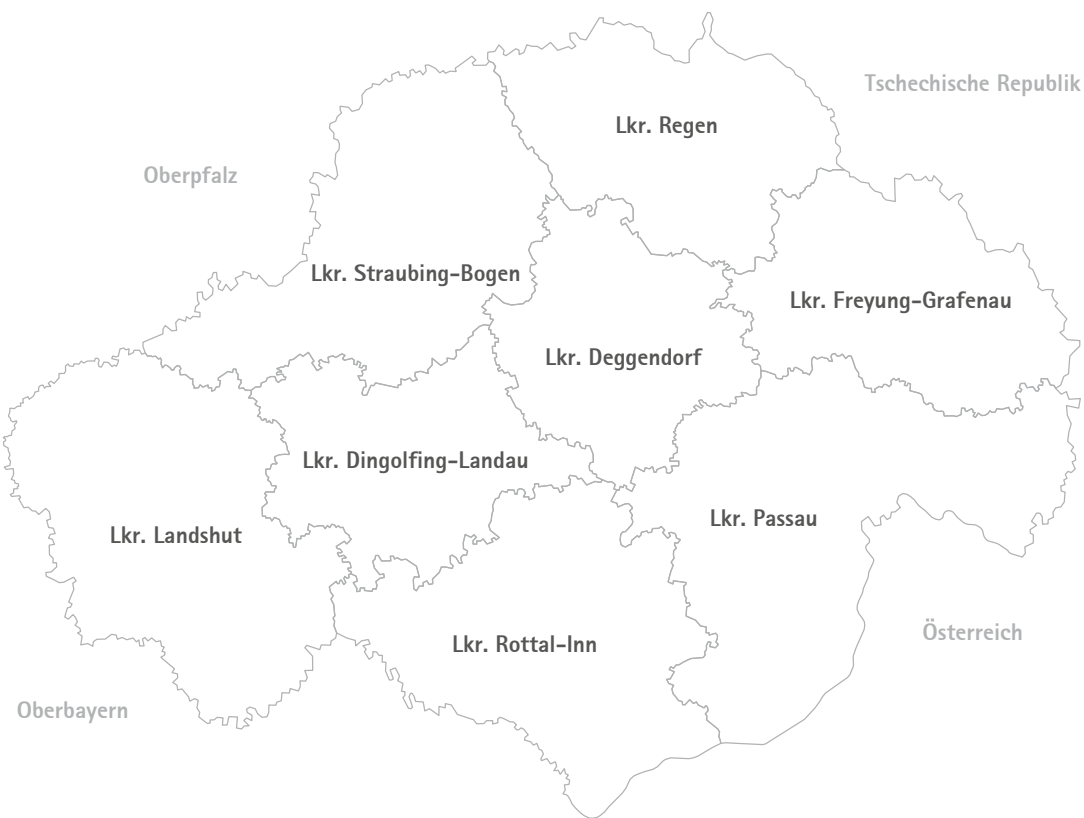 Tschechische Republik
Lkr. Regen
Oberpfalz
Lkr. Straubing-Bogen
Lkr. Freyung-Grafenau
Lkr. Deggendorf
Lkr. Dingolfing-Landau
Lkr. Passau
Lkr. Landshut
Österreich
Lkr. Rottal-Inn
Oberbayern